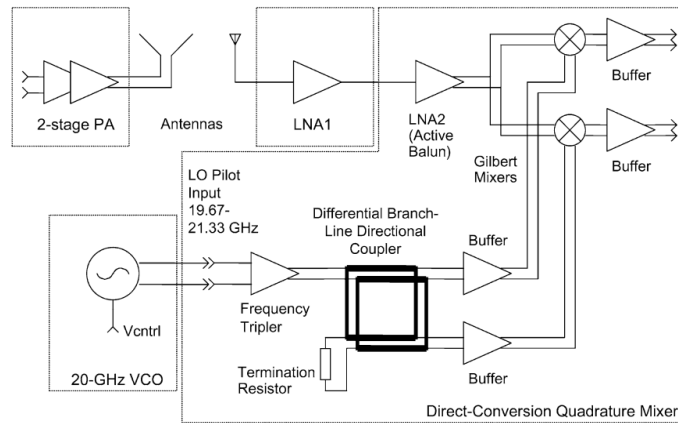 2-stage PA
Antennas
LNA1
LNA2
(Active
Balun)
Gilbert
Mixers
Buffer
Buffer
LO Pilot
Input
19.67-
21.33 GHz
Differential Branch-
Line Directional
Coupler
Buffer
Vcntrl
Frequency
Tripler
20-GHz VCO
Termination
Resistor
Buffer
Direct-Conversion Quadrature Mixer